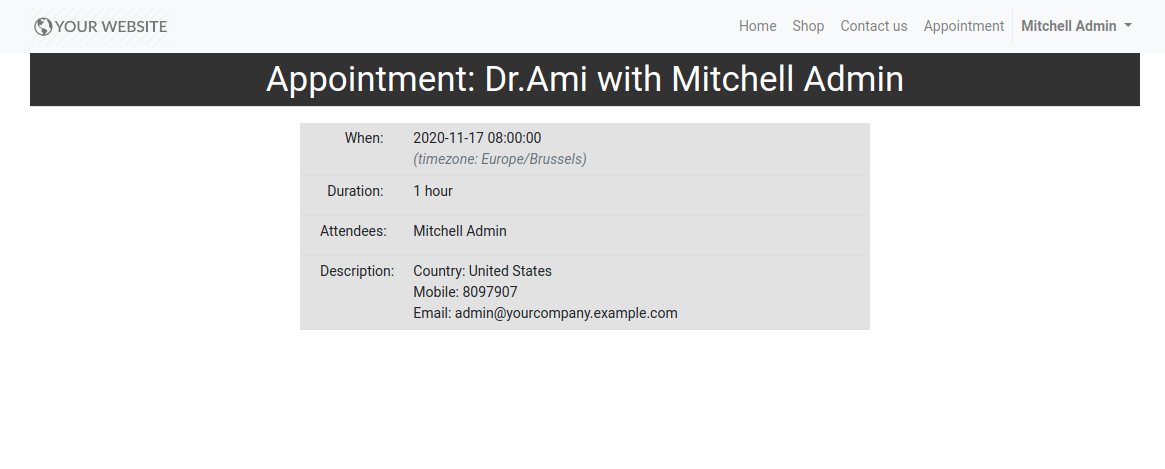 YOUR WEBSITE Home Shop Contact us Appointment Mitchell Admin
Appointment: Dr.Ami with Mitchell Admin
When: 2020-11-17 08:00:00
(timezone: Europe/Brussels)
Duration: 1 hour
Attendees: Mitchell Admin
Description: Country: United States
Mobile: 8097907
Email: admin@yourcompany.example.com